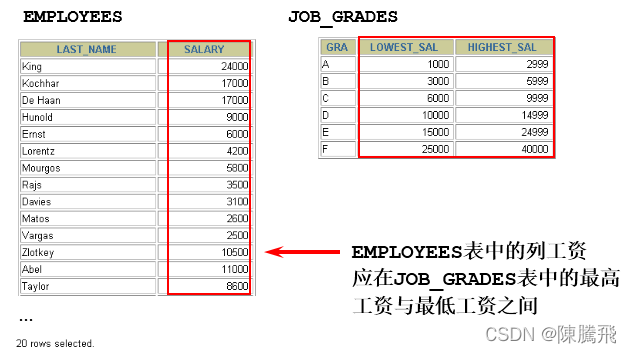 EMPLOYEES
LAST_NAME SALARY
King 24000
Kochhar 17000
De Haan 17000
Hunold 9000
Ernst 6000
Lorentz 4200
Mourgos 5800
Rajs 3500
Davies 3100
Matos 2600
Vargas 2500
Zlotkey 10500
Abel 11000
Taylor 8600
...
20 rows selected.
JOB_GRADES
GRA LOWEST_SAL HIGHEST_SAL
A 1000 2999
B 3000 5999
C 6000 9999
D 10000 14999
E 15000 24999
F 25000 40000
EMPLOYEES表中的列工资
应在JOB_GRADES表中的最高
工资与最低工资之间
CSDN @陳騰飛